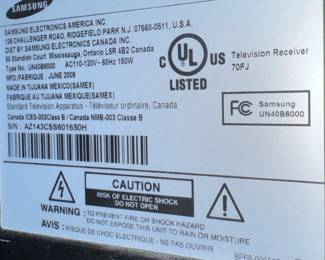 SAMSUNG
SAMSUNG ELECTRONICS AMERICA INC.
105 CHALLENGER ROAD, RIDGEFIELD PARK N.J. 07660-0511, U.S.A.
DIST BY SAMSUNG ELECTRONICS CANADA INC.
55 Standish Court Mississauga, Ontario L5R 4B2 Canada
Type No.: UN40B6000 AC110-120V~ 60Hz 150W
MFG./FABRIQUE : JUNE 2009
MADE IN TIJUANA MEXICO(SAMEX)
FABRIQUE AU TIJUANA MEXIQUE(SAMEX)
Standard Television Apparatus - Téléviseur ordinaire, Canada
Canada ICES-003Class B / Canada NMB-003 Classe B
S/N : AZ143CSS601650H
C UL US
LISTED
Television Receiver
70FJ
FC
Samsung
UN40B6000
CAUTION
RISK OF ELECTRIC SHOCK
DO NOT OPEN
WARNING : TO PREVENT FIRE OR SHOCK HAZARD
DO NOT EXPOSE THIS UNIT TO RAIN OR MOISTURE
AVIS : RISQUE DE CHOC ELECTRIQUE - NE PAS OUVRIR